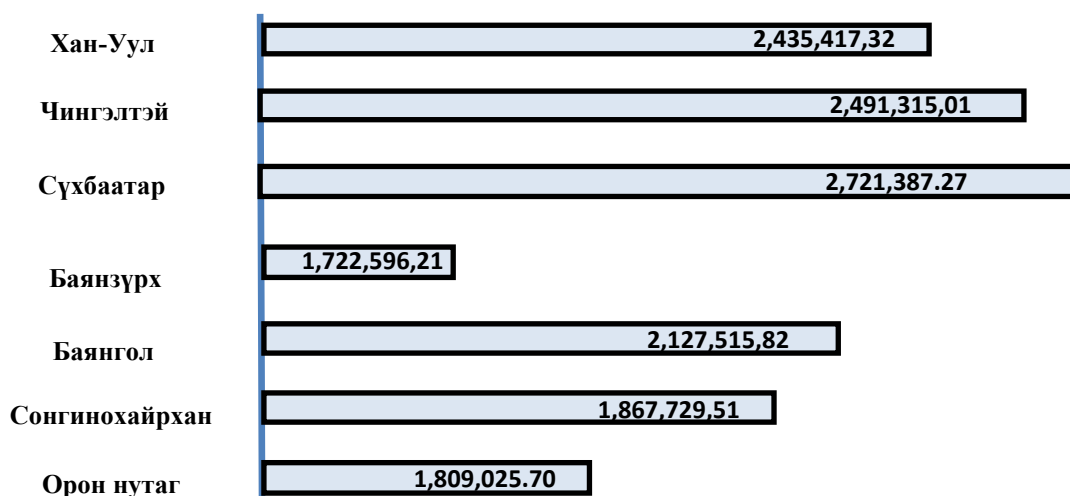 Хан-Уул 2,435,417,32
Чингэлтэй 2,491,315,01
Сүхбаатар 2,721,387.27
Баянзүрх 1,722,596,21
Баянгол 2,127,515,82
Сонгинохайрхан 1,867,729,51
Орон нутаг 1,809,025.70